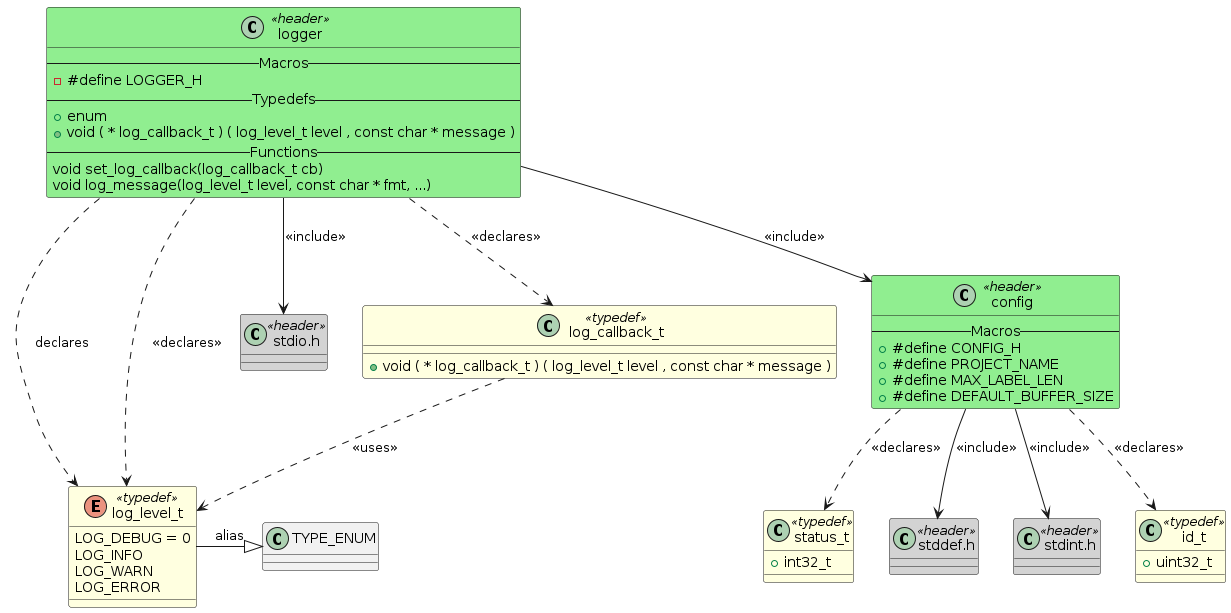 C
«header»
logger
Macros
#define LOGGER_H
Typedefs
enum
void ( * log_callback_t ) ( log_level_t level , const char * message )
Functions
void set_log_callback(log_callback_t cb)
void log_message(log_level_t level, const char * fmt, ...)
«include»
«declares»
«include»
C
«header»
config
Macros
#define CONFIG_H
#define PROJECT_NAME
#define MAX_LABEL_LEN
#define DEFAULT_BUFFER_SIZE
C
«header»
stdio.h
C
«typedef»
log_callback_t
void ( * log_callback_t ) ( log_level_t level , const char * message )
declares
«declares»
«uses»
«declares»
«include»
«include»
«declares»
E
«typedef»
log_level_t
LOG_DEBUG = 0
LOG_INFO
LOG_WARN
LOG_ERROR
alias
C
TYPE_ENUM
C
«typedef»
status_t
int32_t
C
«header»
stddef.h
C
«header»
stdint.h
C
«typedef»
id_t
uint32_t